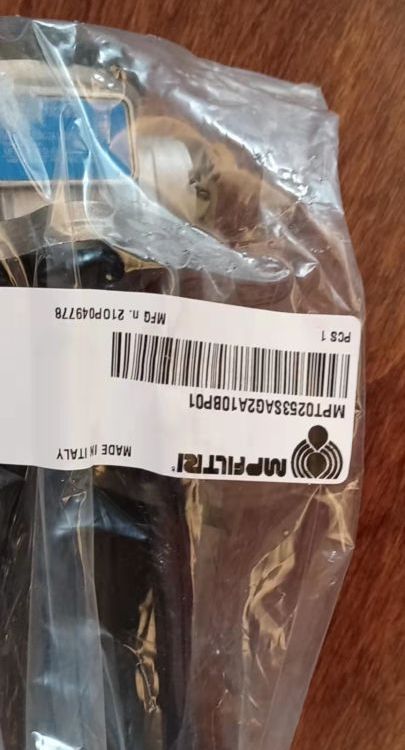 MPFILTRI®
MADE IN ITALY
MPT0253SAG2A10BP01
PCS 1
MFG n. 210P049778